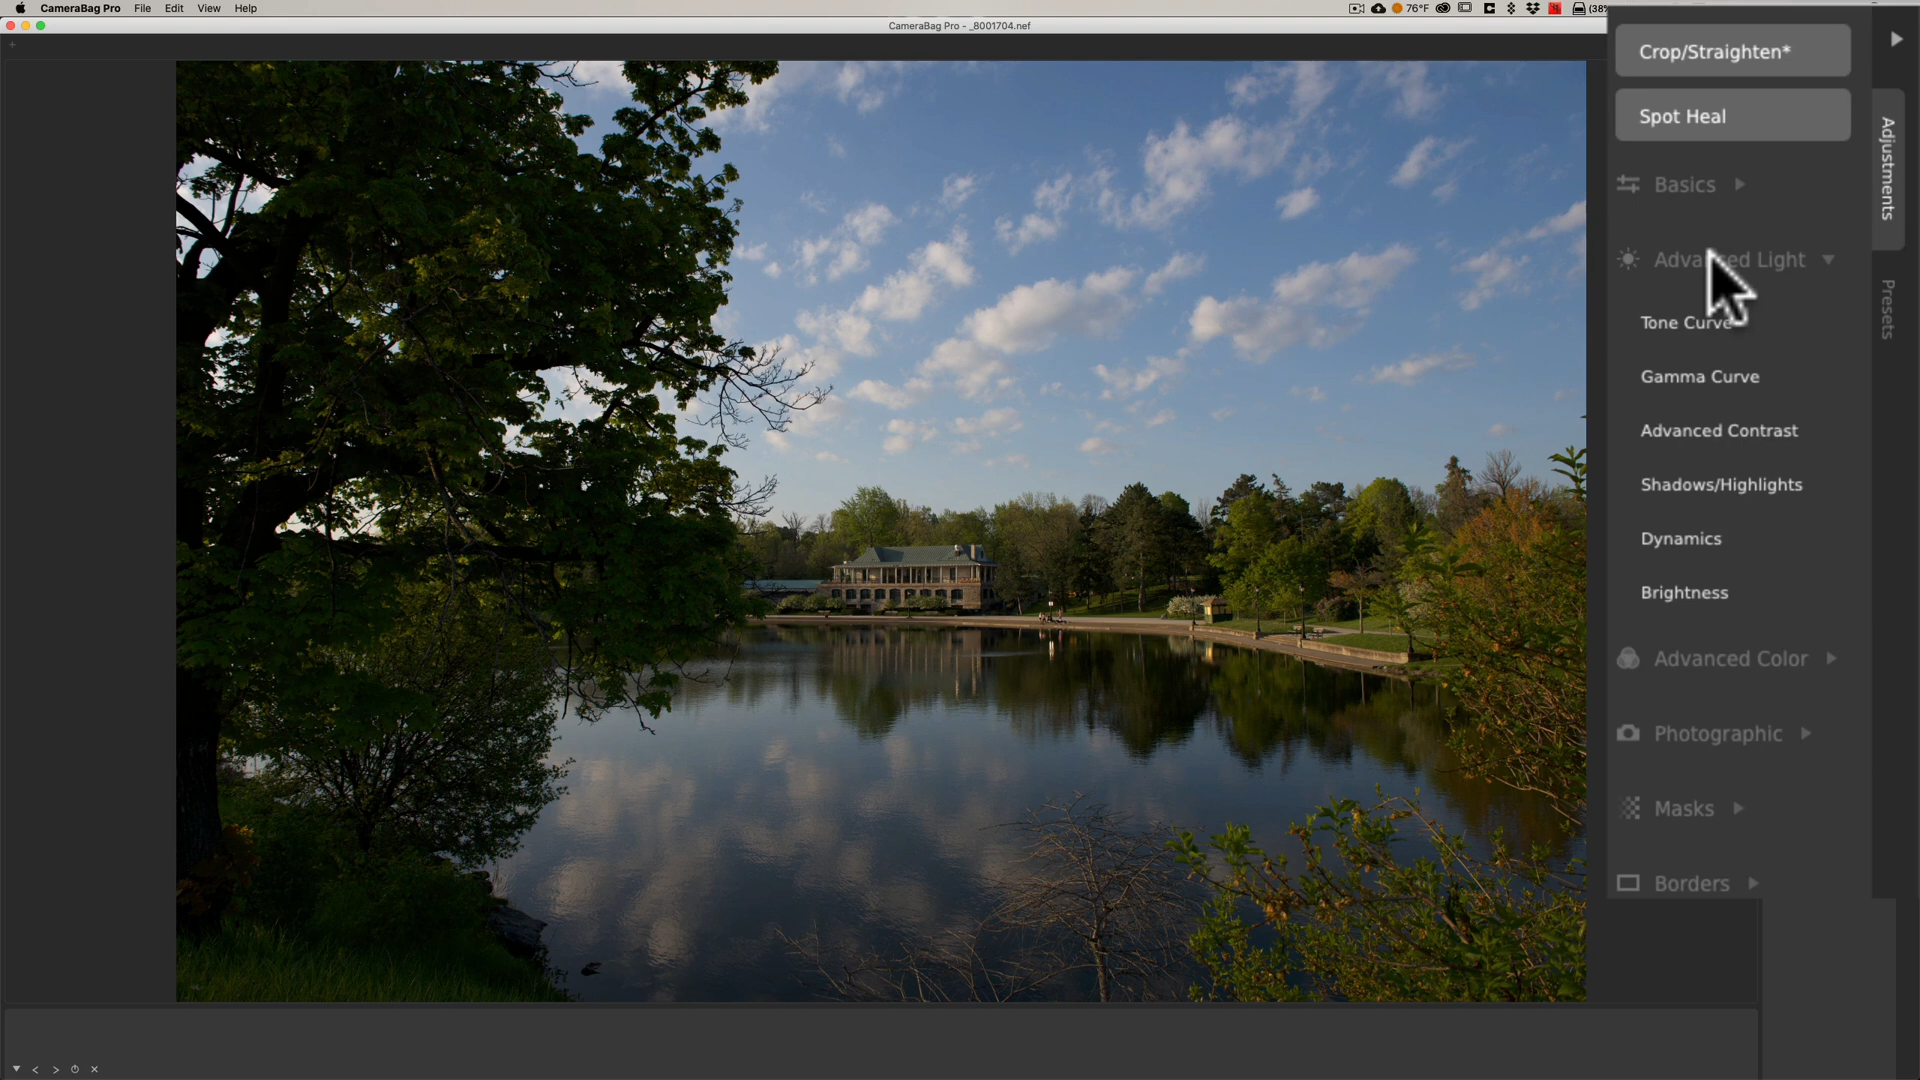 CameraBag Pro File Edit View Help 76°F (38%
CameraBag Pro - _8001704.nef
Crop/Straighten*
Spot Heal
Basics
Advanced Light
Tone Curve
Gamma Curve
Advanced Contrast
Shadows/Highlights
Dynamics
Brightness
Advanced Color
Photographic
Masks
Borders
Adjustments
Presets